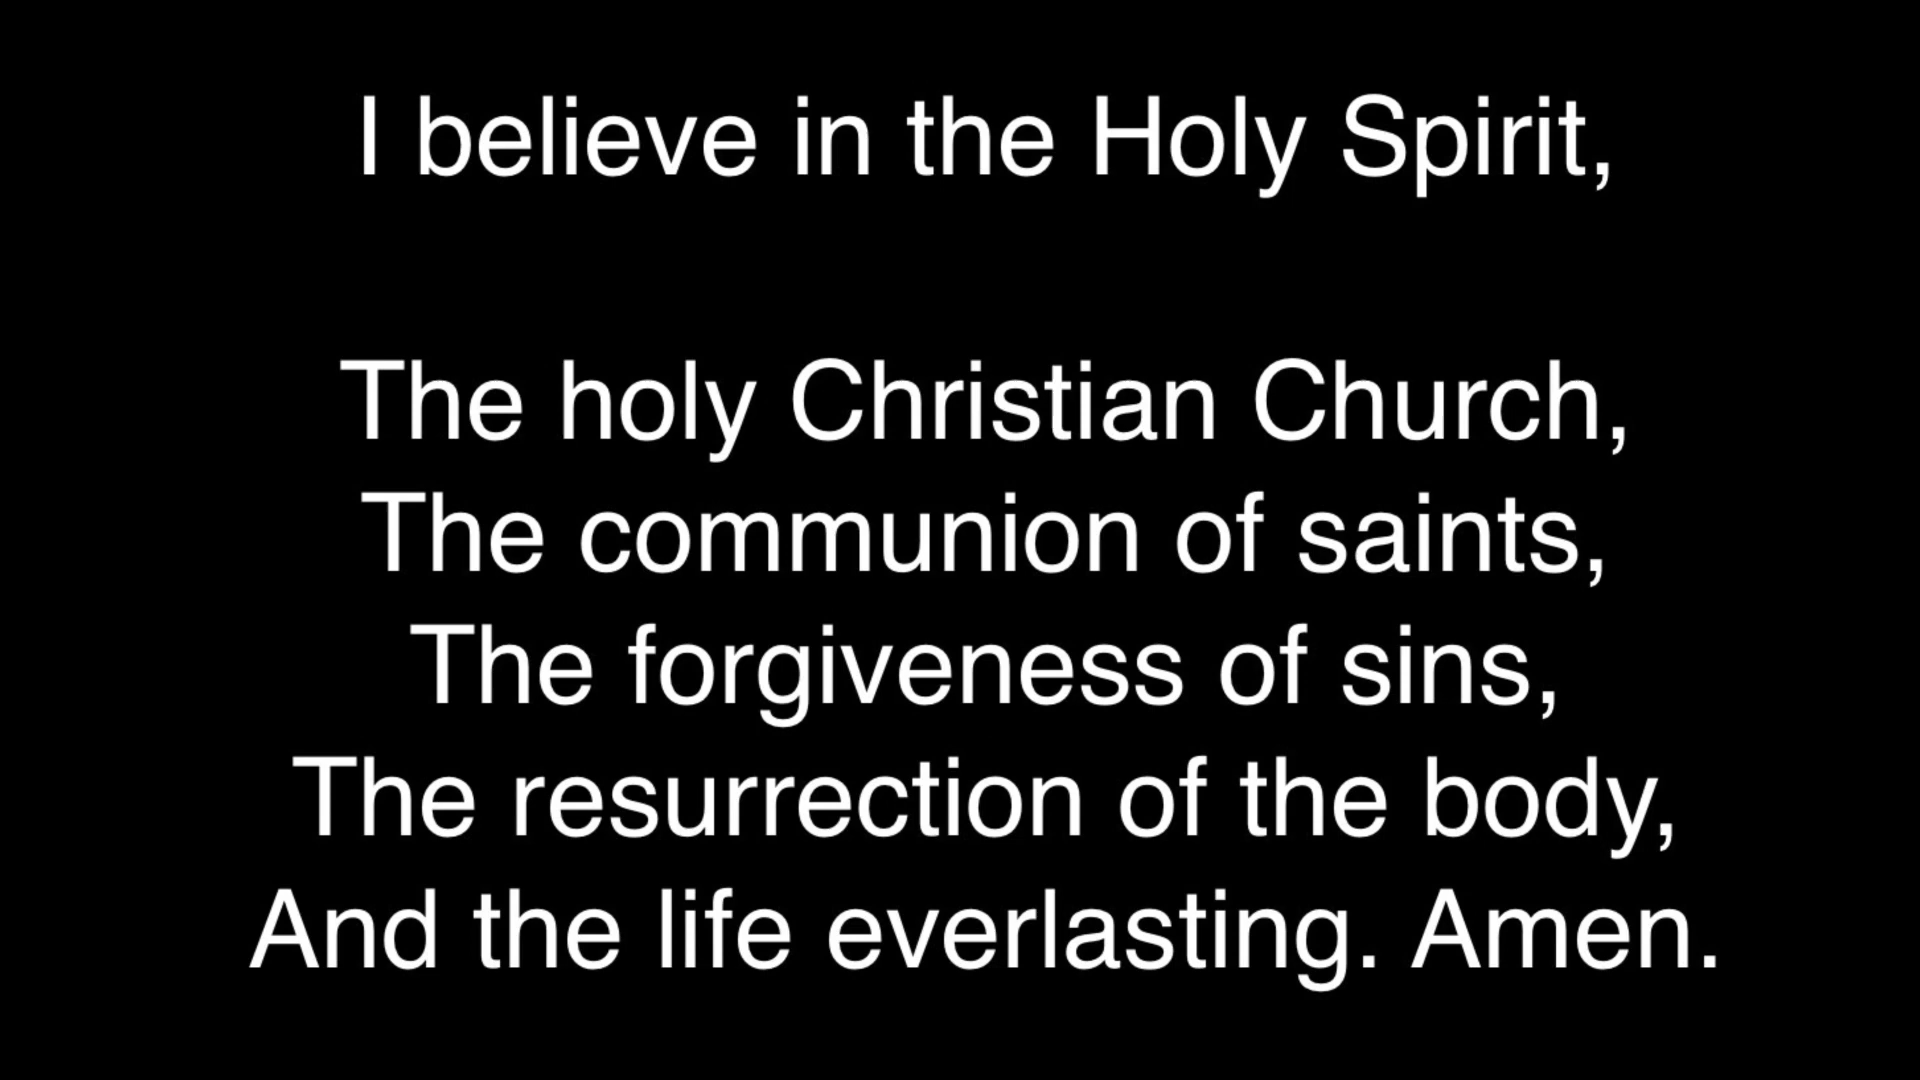 I believe in the Holy Spirit,
The holy Christian Church,
The communion of saints,
The forgiveness of sins,
The resurrection of the body,
And the life everlasting. Amen.